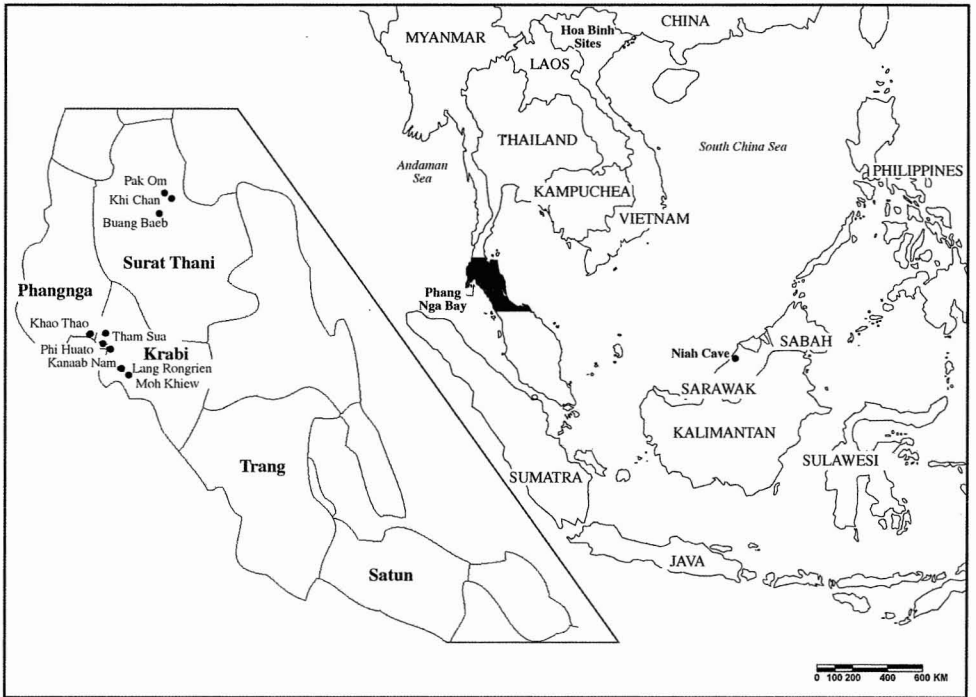 CHINA
Hoa Binh
Sites
MYANMAR
LAOS
THAILAND
South China Sea
Andaman
Sea
PHILIPPINES
KAMPUCHEA
VIETNAM
Pak Om
Khi Chan
Buang Baeb
Surat Thani
Phangnga
Phang
Nga Bay
Khao Thao
Tham Sua
Phi Huato
Krabi
Kanaab Nam
Lang Rongrien
Moh Khiew
Niah Cave
SABAH
SARAWAK
KALIMANTAN
Trang
SUMATRA
SULAWESI
JAVA
Satun
0 100 200 400 600 KM